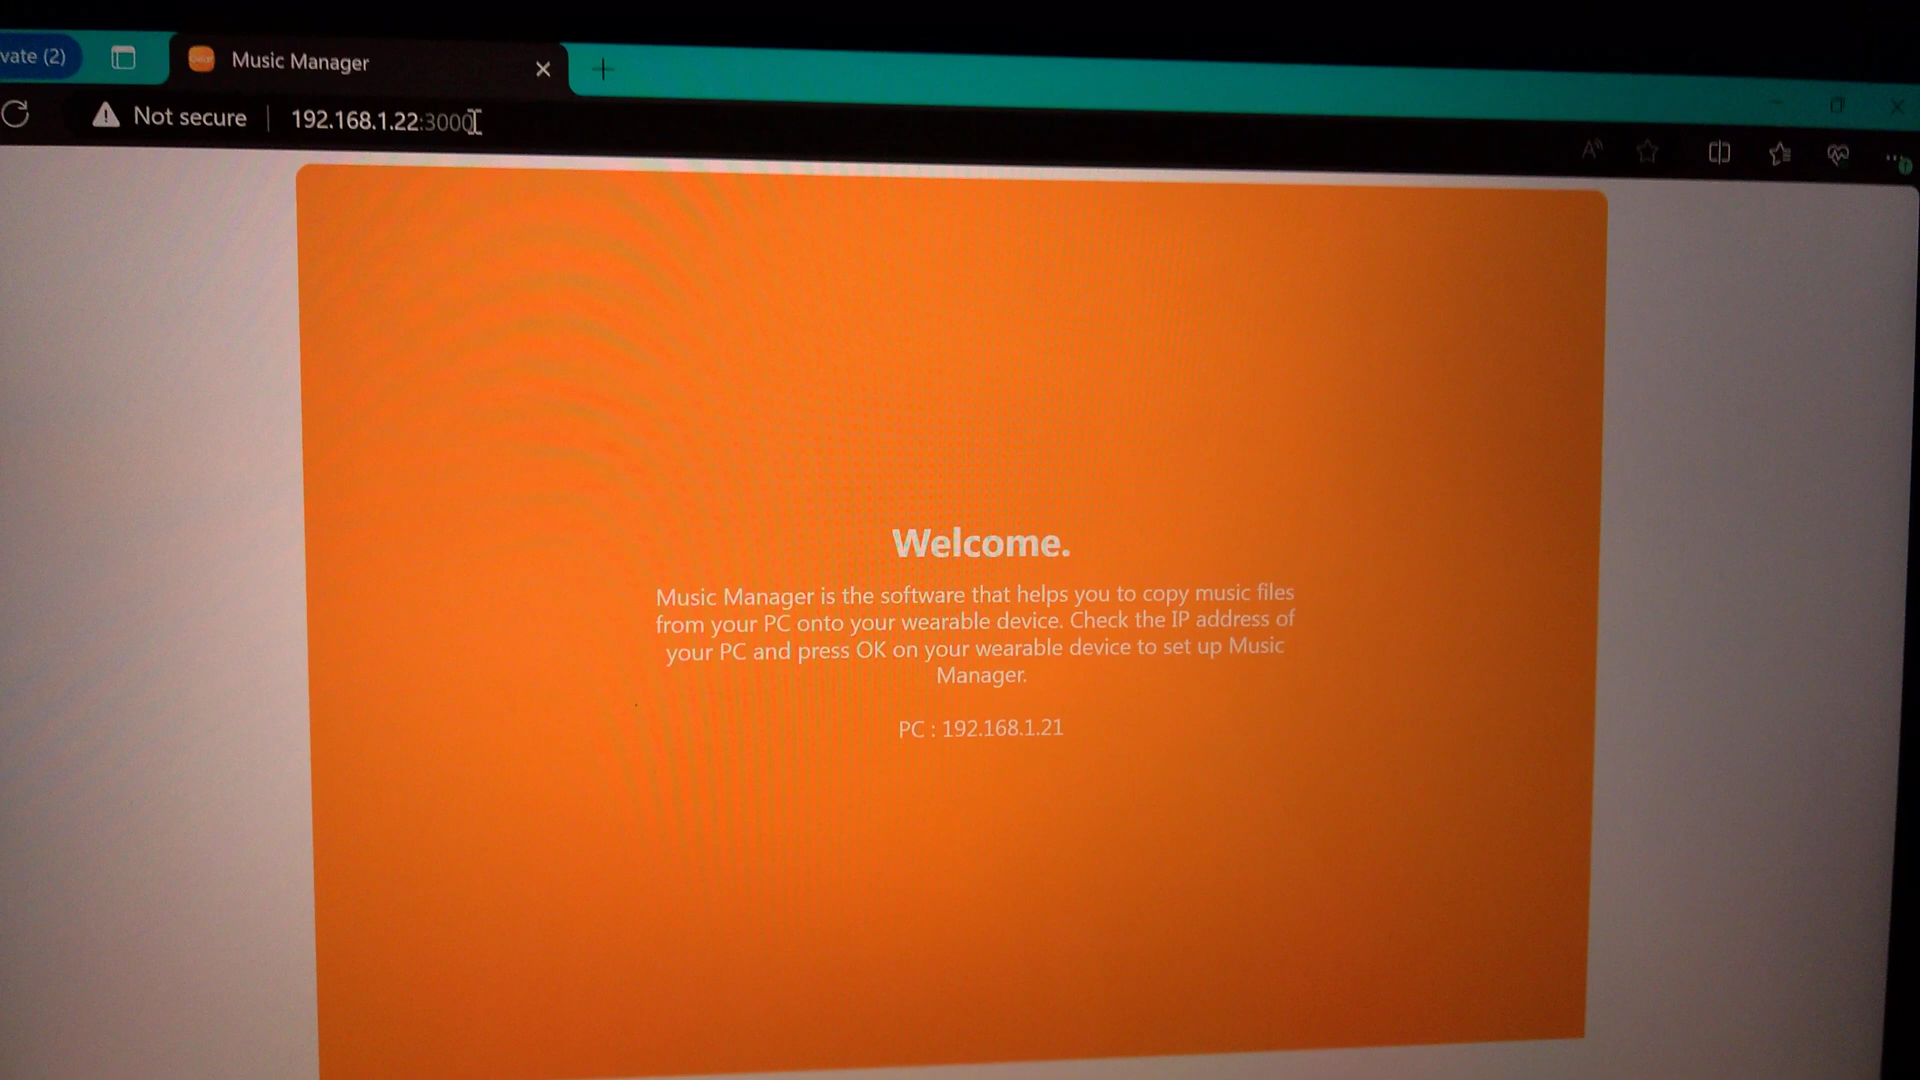 vate (2)
Music Manager
Not secure
192.168.1.22:3000
Welcome.
Music Manager is the software that helps you to copy music files
from your PC onto your wearable device. Check the IP address of
your PC and press OK on your wearable device to set up Music
Manager.
PC : 192.168.1.21